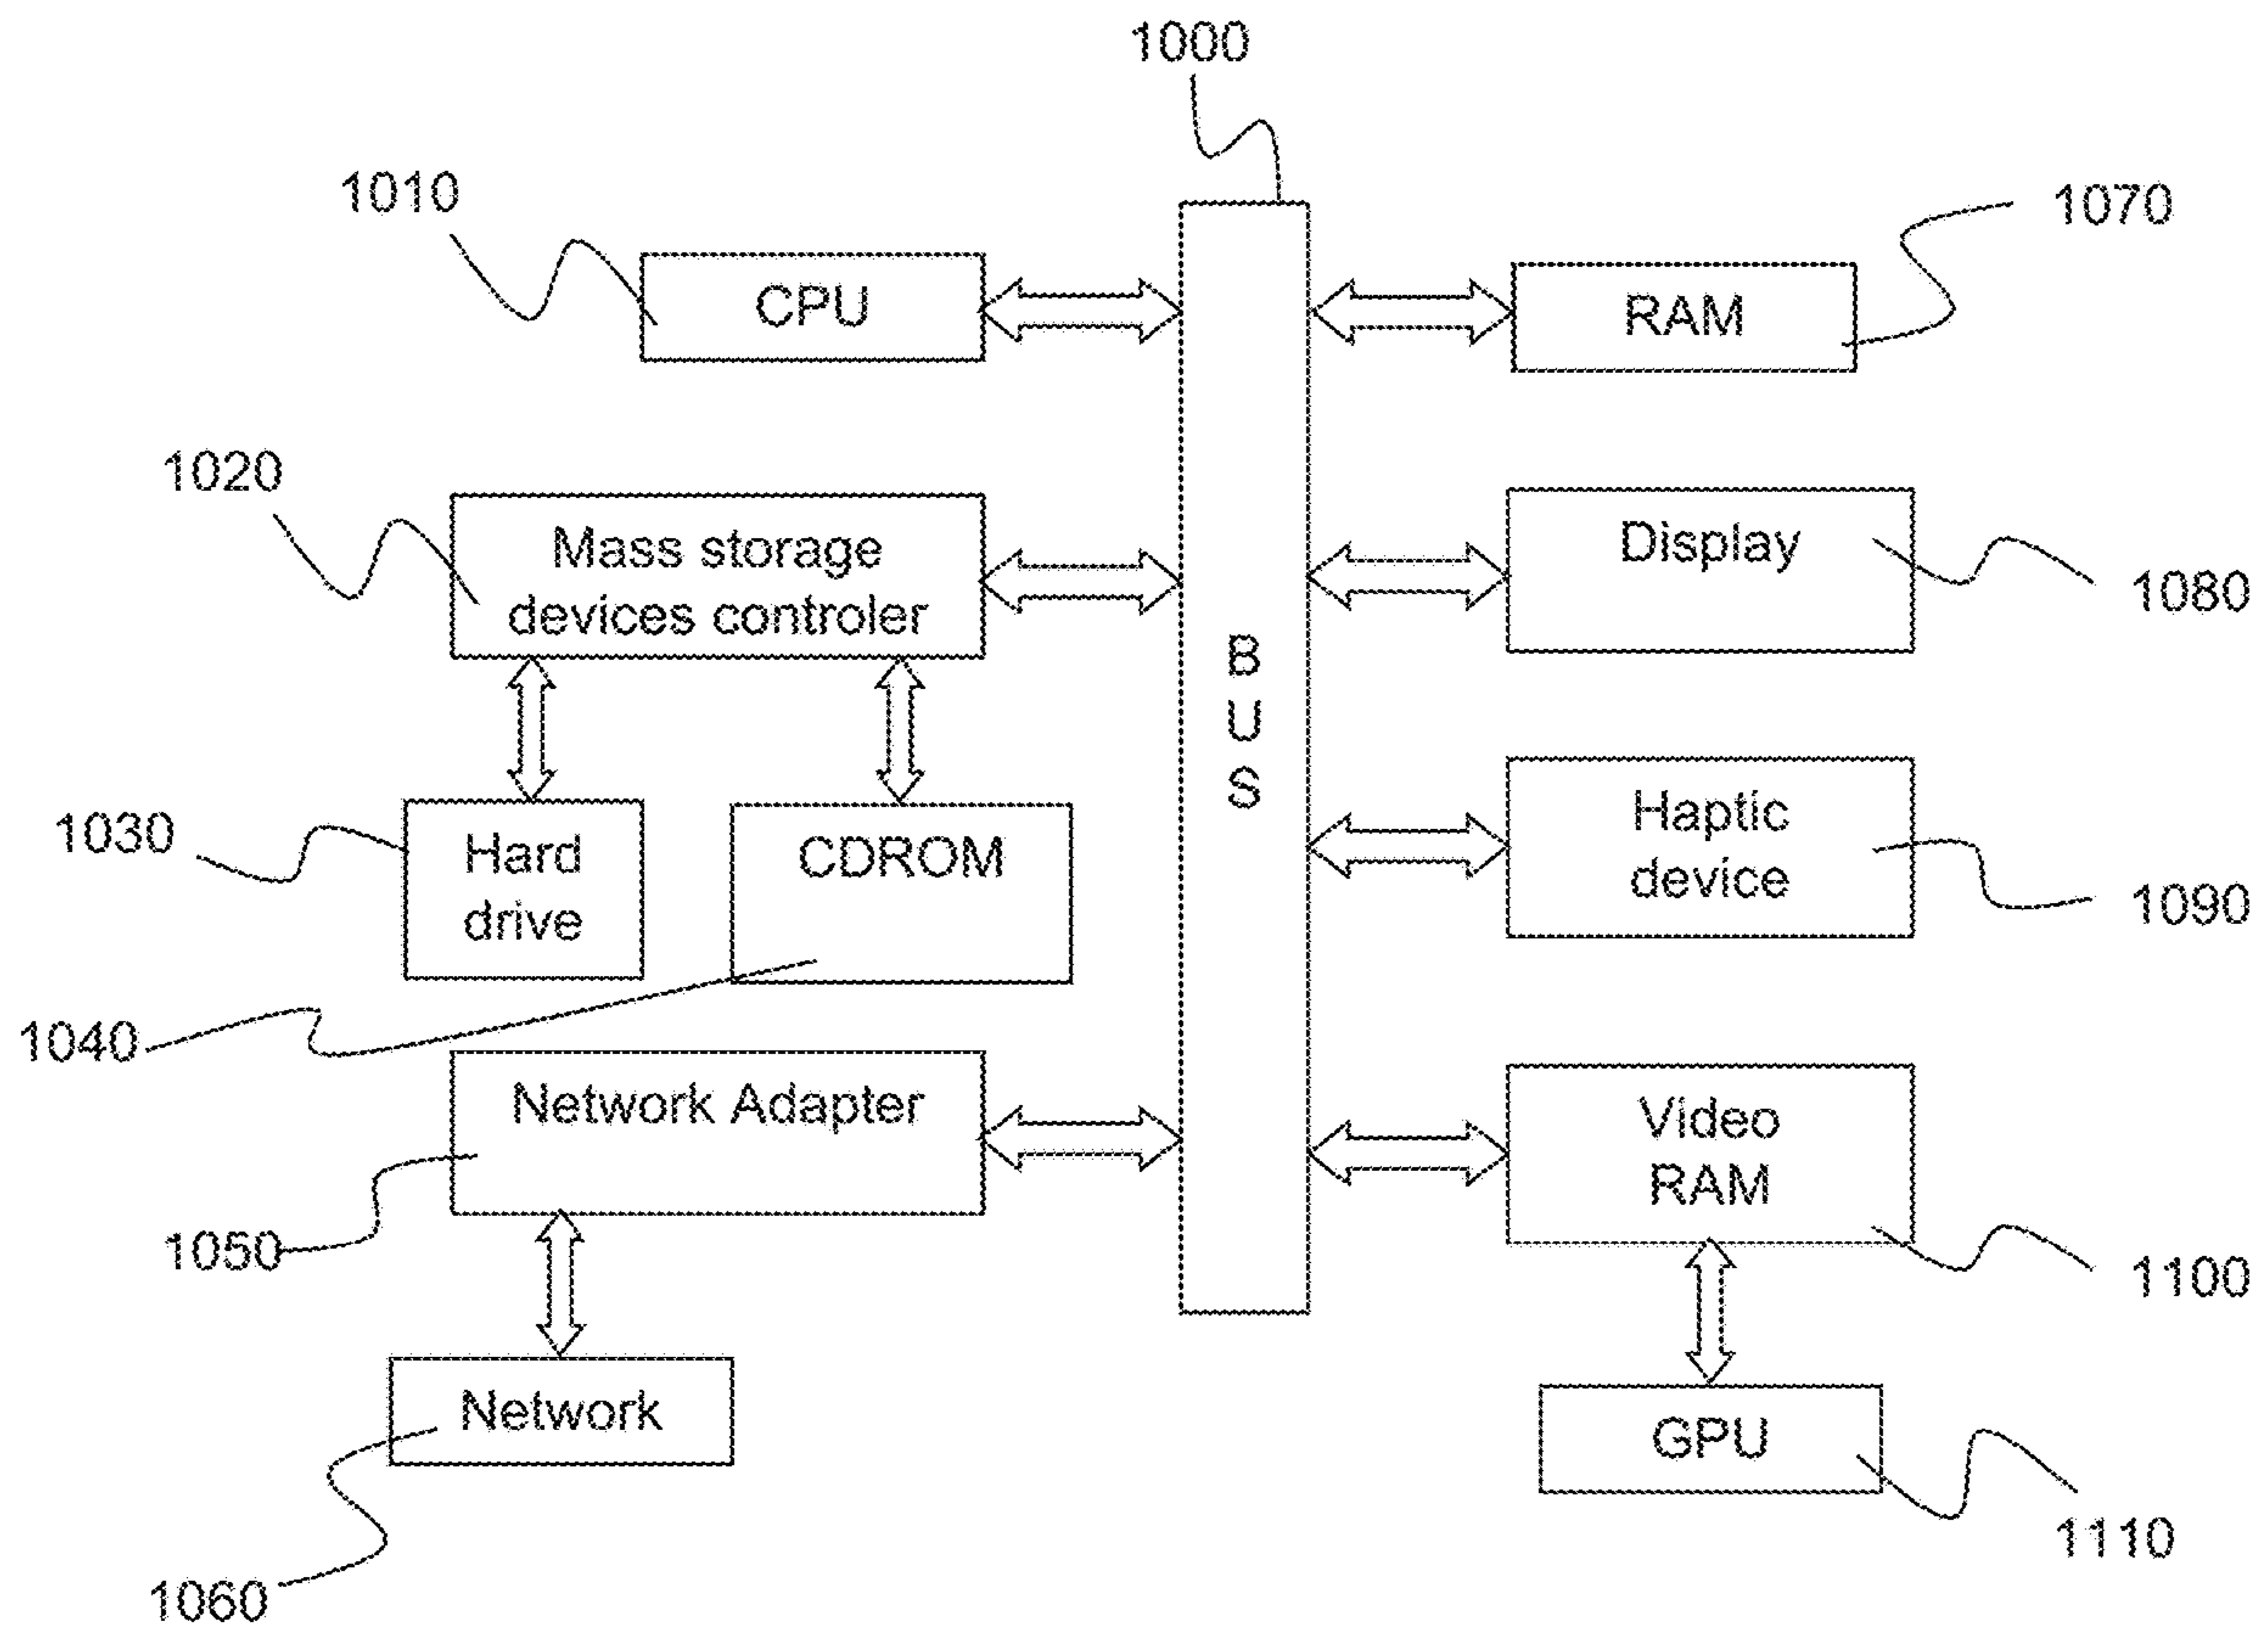 1000
1010
CPU
1070
RAM
1020
Mass storage
devices controler
Display
1080
B
U
S
1030
Hard
drive
CDROM
Haptic
device
1090
1040
Network Adapter
Video
RAM
1050
1100
Network
GPU
1110
1060